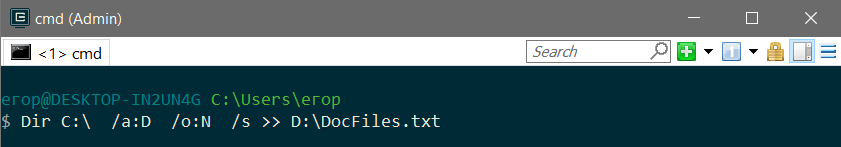 cmd (Admin)
<1> cmd
Search
erop@DESKTOP-IN2UN4G C:\Users\erop
$ Dir C:\  /a:D  /o:N  /s >> D:\DocFiles.txt